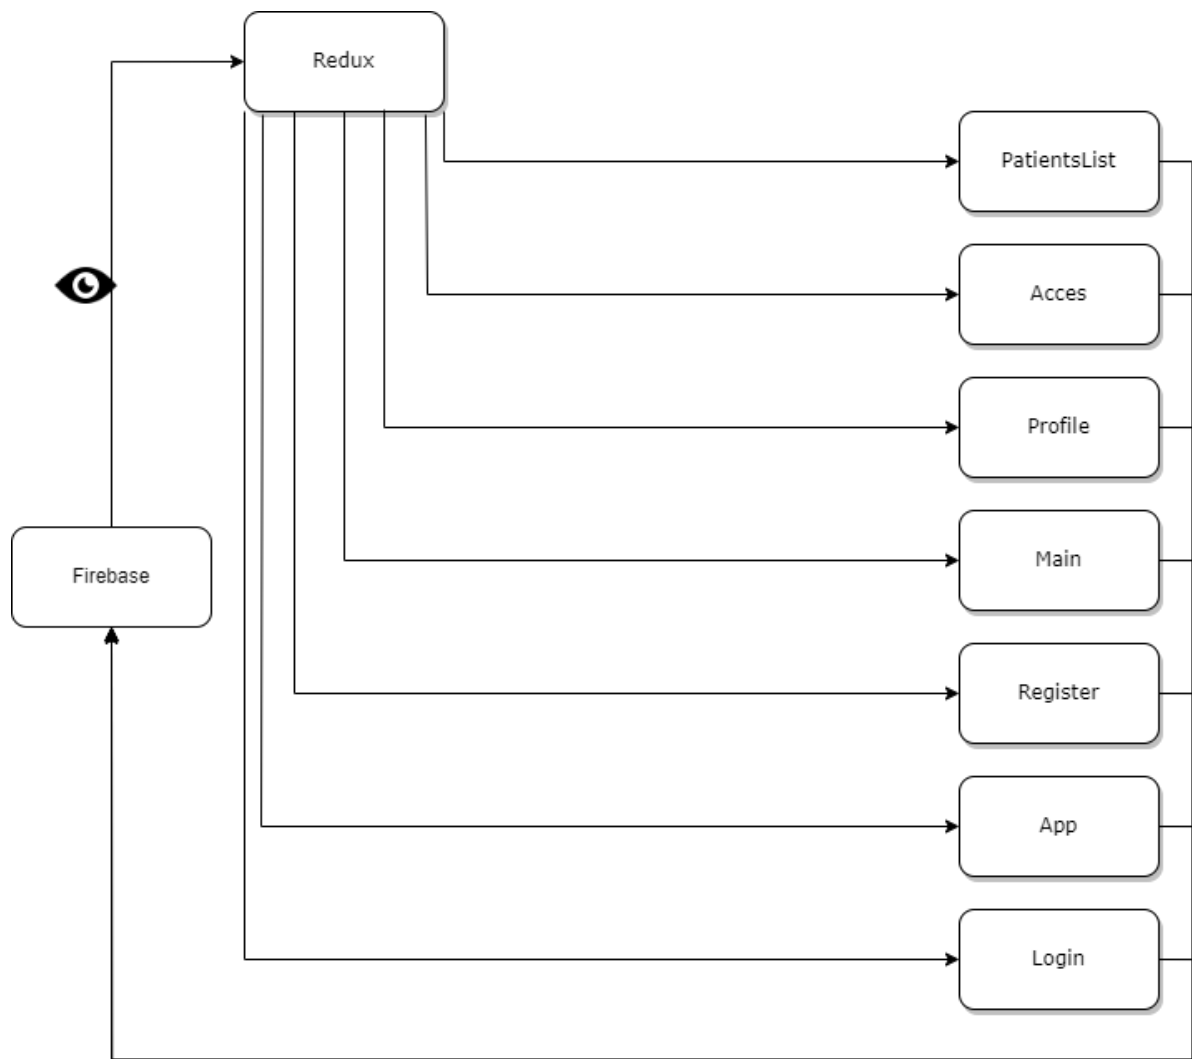 Redux
PatientsList
Acces
Profile
Main
Firebase
Register
App
Login